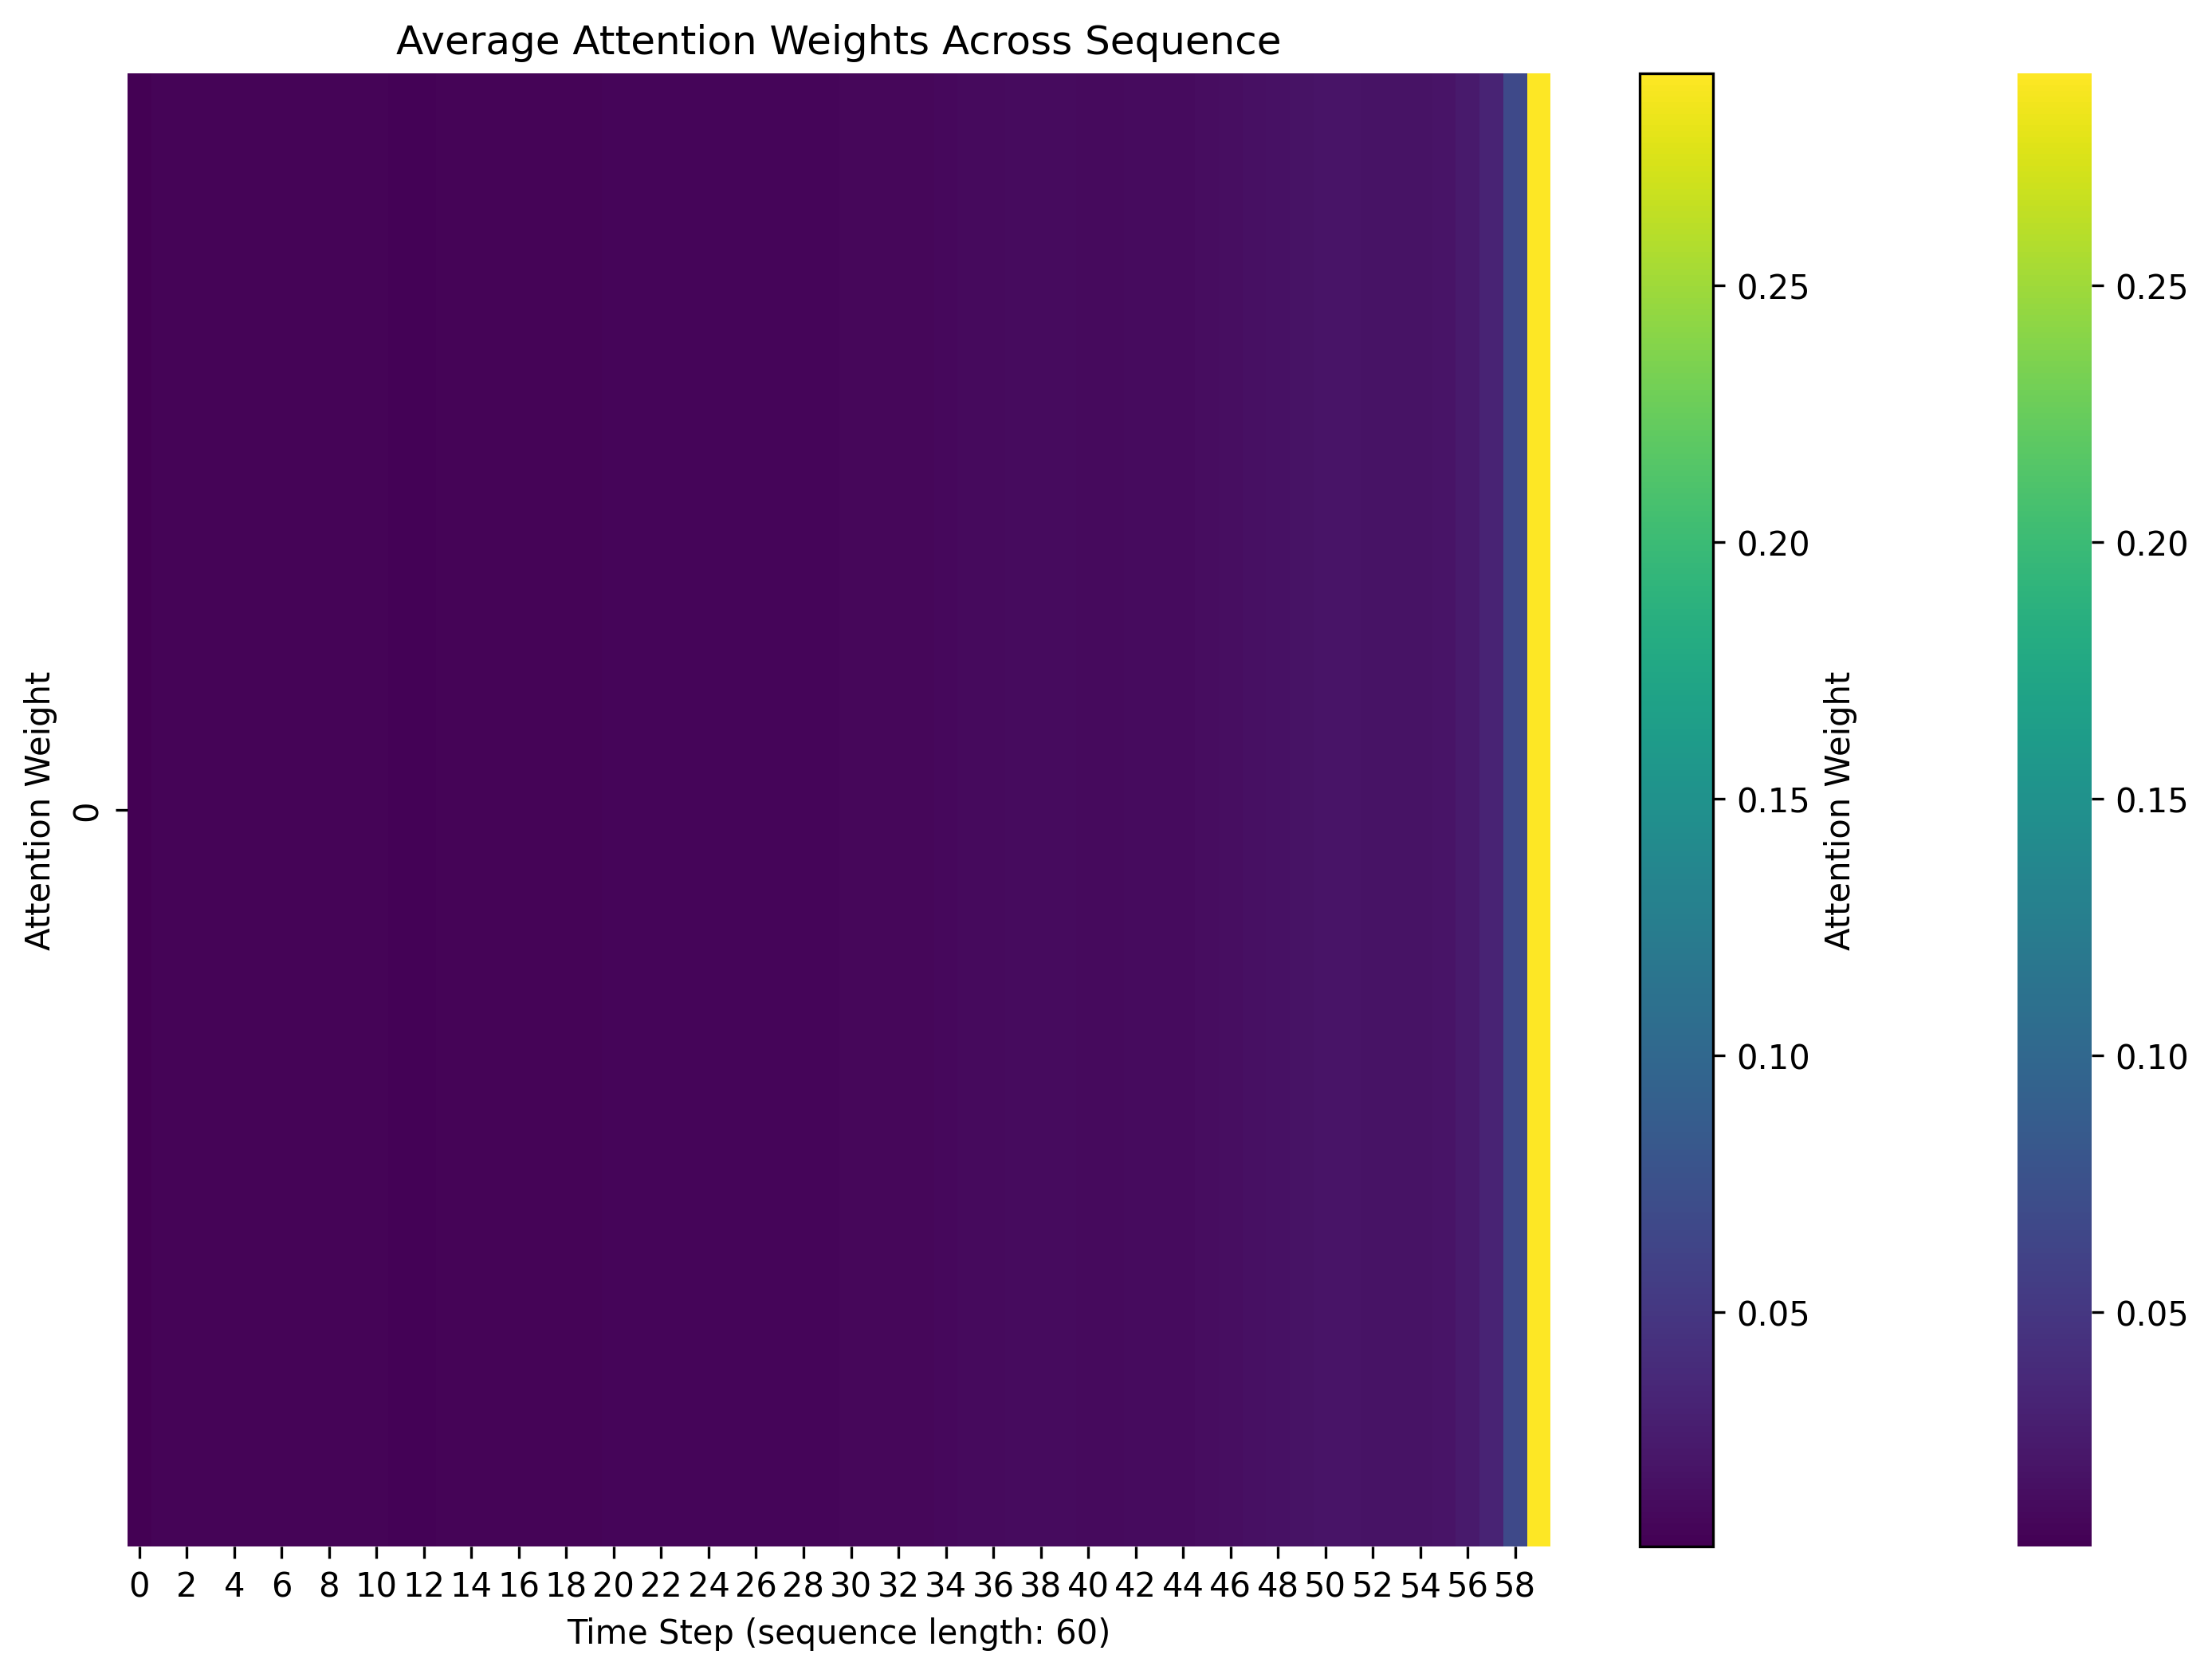 Average Attention Weights Across Sequence
Attention Weight
0
0 2 4 6 8 10 12 14 16 18 20 22 24 26 28 30 32 34 36 38 40 42 44 46 48 50 52 54 56 58
Time Step (sequence length: 60)
0.25
0.20
0.15
0.10
0.05
Attention Weight
0.25
0.20
0.15
0.10
0.05